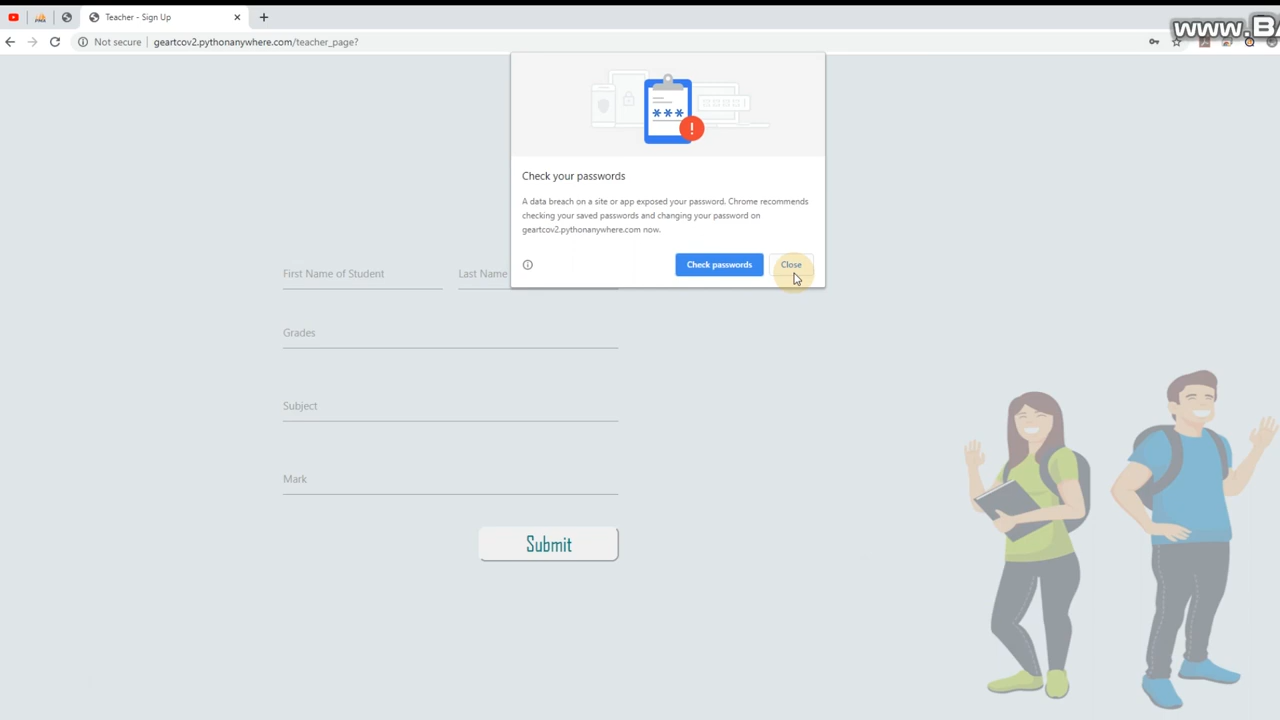 Teacher - Sign Up
www.BA
Not secure
geartcov2.pythonanywhere.com/teacher_page?
***
!
Check your passwords
A data breach on a site or app exposed your password. Chrome recommends
checking your saved passwords and changing your password on
geartcov2.pythonanywhere.com now.
Check passwords
Close
First Name of Student
Last Name
Grades
Subject
Mark
Submit